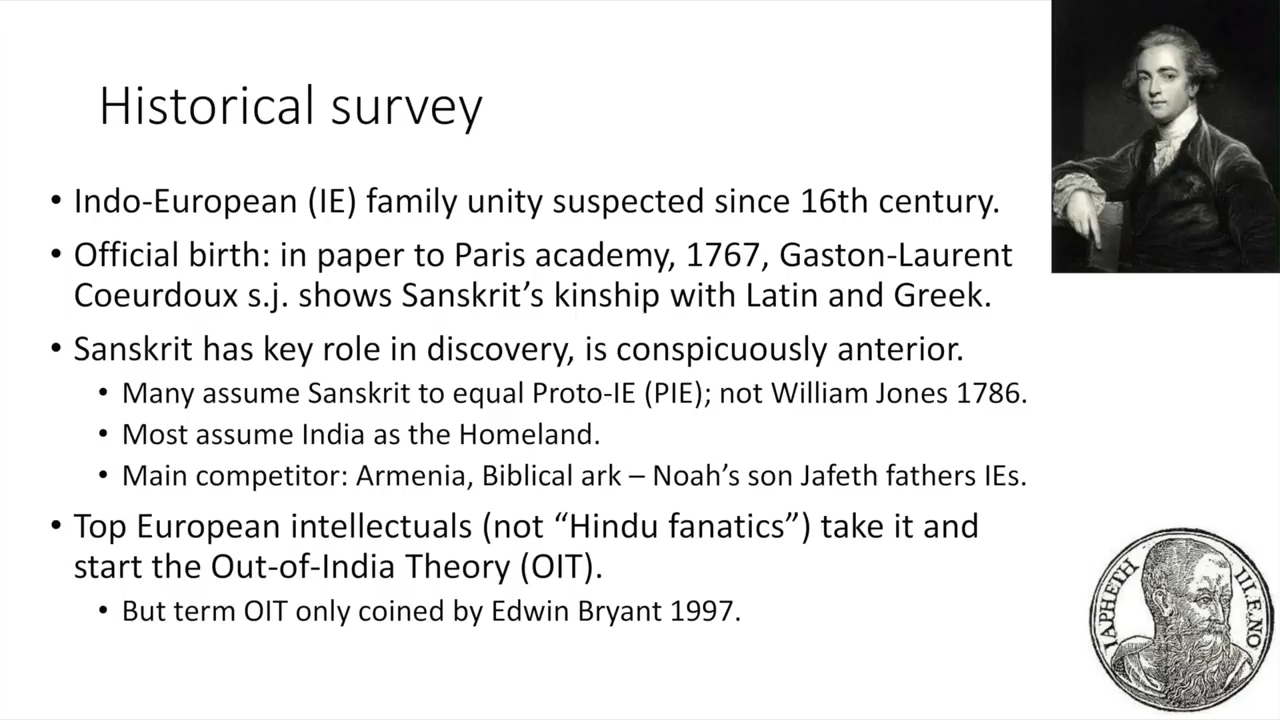 Historical survey
• Indo-European (IE) family unity suspected since 16th century.
• Official birth: in paper to Paris academy, 1767, Gaston-Laurent
Coeurdoux s.j. shows Sanskrit’s kinship with Latin and Greek.
• Sanskrit has key role in discovery, is conspicuously anterior.
• Many assume Sanskrit to equal Proto-IE (PIE); not William Jones 1786.
• Most assume India as the Homeland.
• Main competitor: Armenia, Biblical ark – Noah’s son Jafeth fathers IEs.
• Top European intellectuals (not “Hindu fanatics”) take it and
start the Out-of-India Theory (OIT).
• But term OIT only coined by Edwin Bryant 1997.
IAPHETH III.F.NO